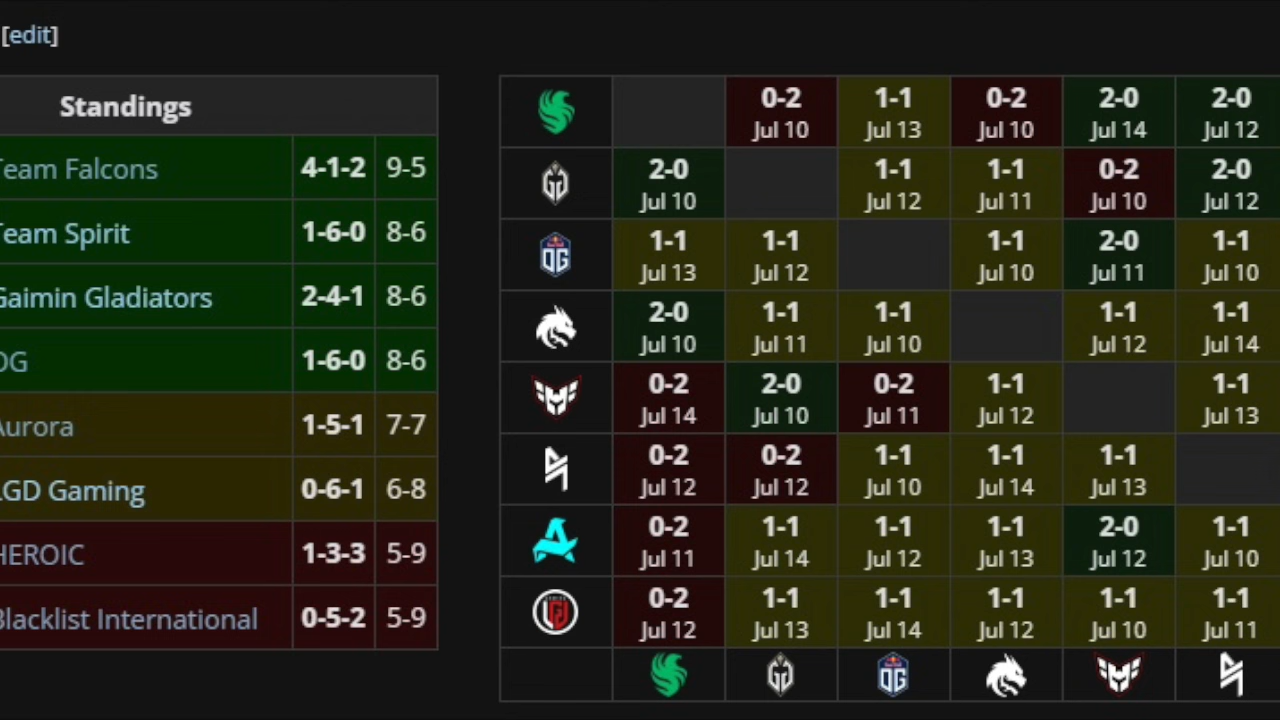 [edit]
Standings
Team Falcons 4-1-2 9-5
Team Spirit 1-6-0 8-6
Gaimin Gladiators 2-4-1 8-6
OG 1-6-0 8-6
Aurora 1-5-1 7-7
LGD Gaming 0-6-1 6-8
HEROIC 1-3-3 5-9
Blacklist International 0-5-2 5-9
0-2 1-1 0-2 2-0 2-0
Jul 10 Jul 13 Jul 10 Jul 14 Jul 12
2-0 1-1 1-1 0-2 2-0
Jul 10 Jul 12 Jul 11 Jul 10 Jul 12
OG 1-1 1-1 1-1 2-0 1-1
Jul 13 Jul 12 Jul 10 Jul 11 Jul 10
2-0 1-1 1-1 1-1 1-1
Jul 10 Jul 11 Jul 10 Jul 12 Jul 14
0-2 2-0 0-2 1-1 1-1
Jul 14 Jul 10 Jul 11 Jul 12 Jul 13
0-2 0-2 1-1 1-1 1-1
Jul 12 Jul 12 Jul 10 Jul 14 Jul 13
0-2 1-1 1-1 1-1 2-0 1-1
Jul 11 Jul 14 Jul 12 Jul 13 Jul 12 Jul 10
0-2 1-1 1-1 1-1 1-1 1-1
Jul 12 Jul 13 Jul 14 Jul 12 Jul 10 Jul 11
OG